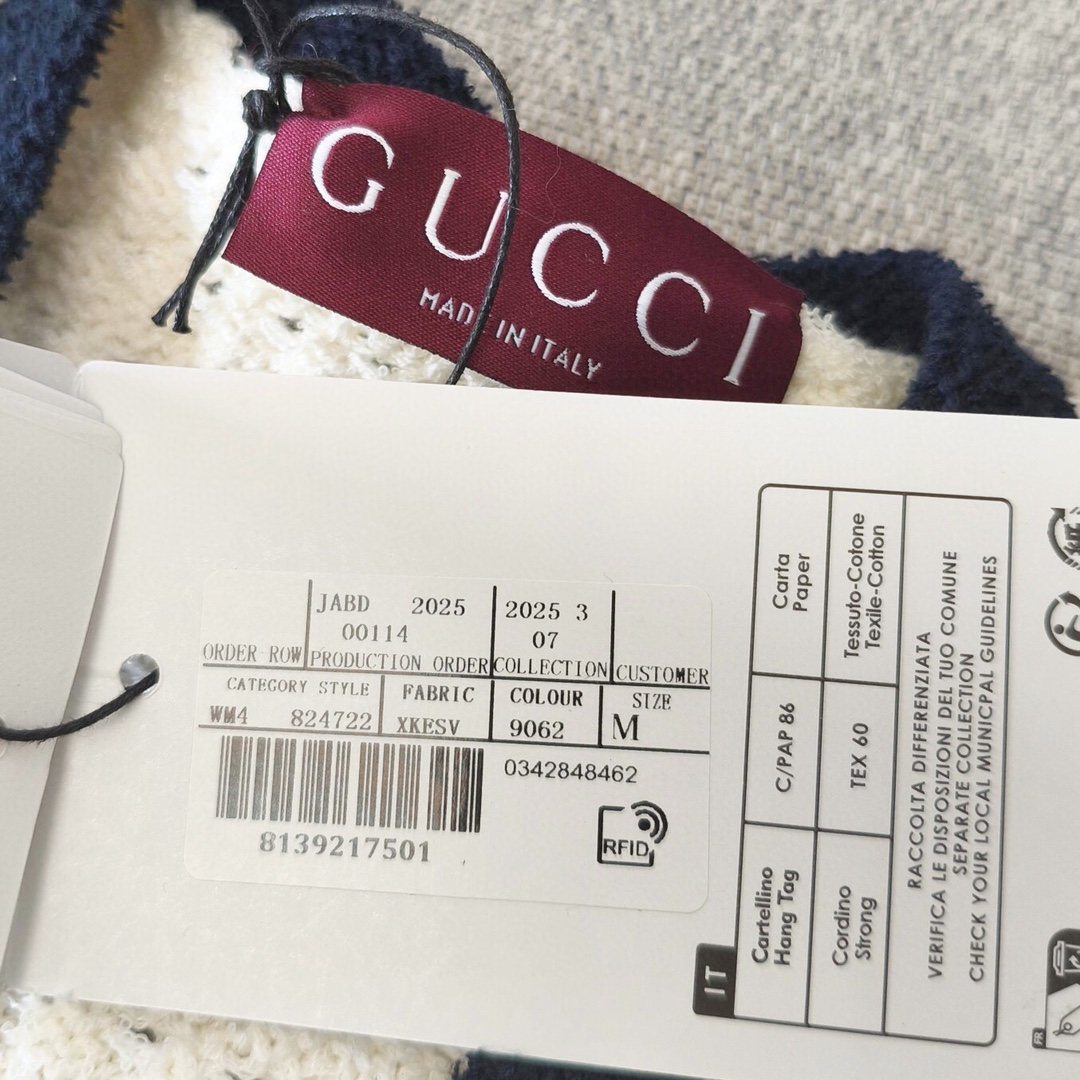 GUCCI
MADE IN ITALY
JABD 2025
00114
2025 3
07
ORDER ROW PRODUCTION ORDER COLLECTION CUSTOMER
CATEGORY STYLE FABRIC COLOUR SIZE
WM4 824722 XKESV 9062 M
0342848462
8139217501
RFID
Carta
Paper
Tessuto-Cotone
Texile-Cotton
C/PAP 86
TEX 60
Cartellino
Hang Tag
Cordino
Strong
RACCOLTA DIFFERENZIATA
VERIFICA LE DISPOSIZIONI DEL TUO COMUNE
SEPARATE COLLECTION
CHECK YOUR LOCAL MUNICPAL GUIDELINES
IT
FR